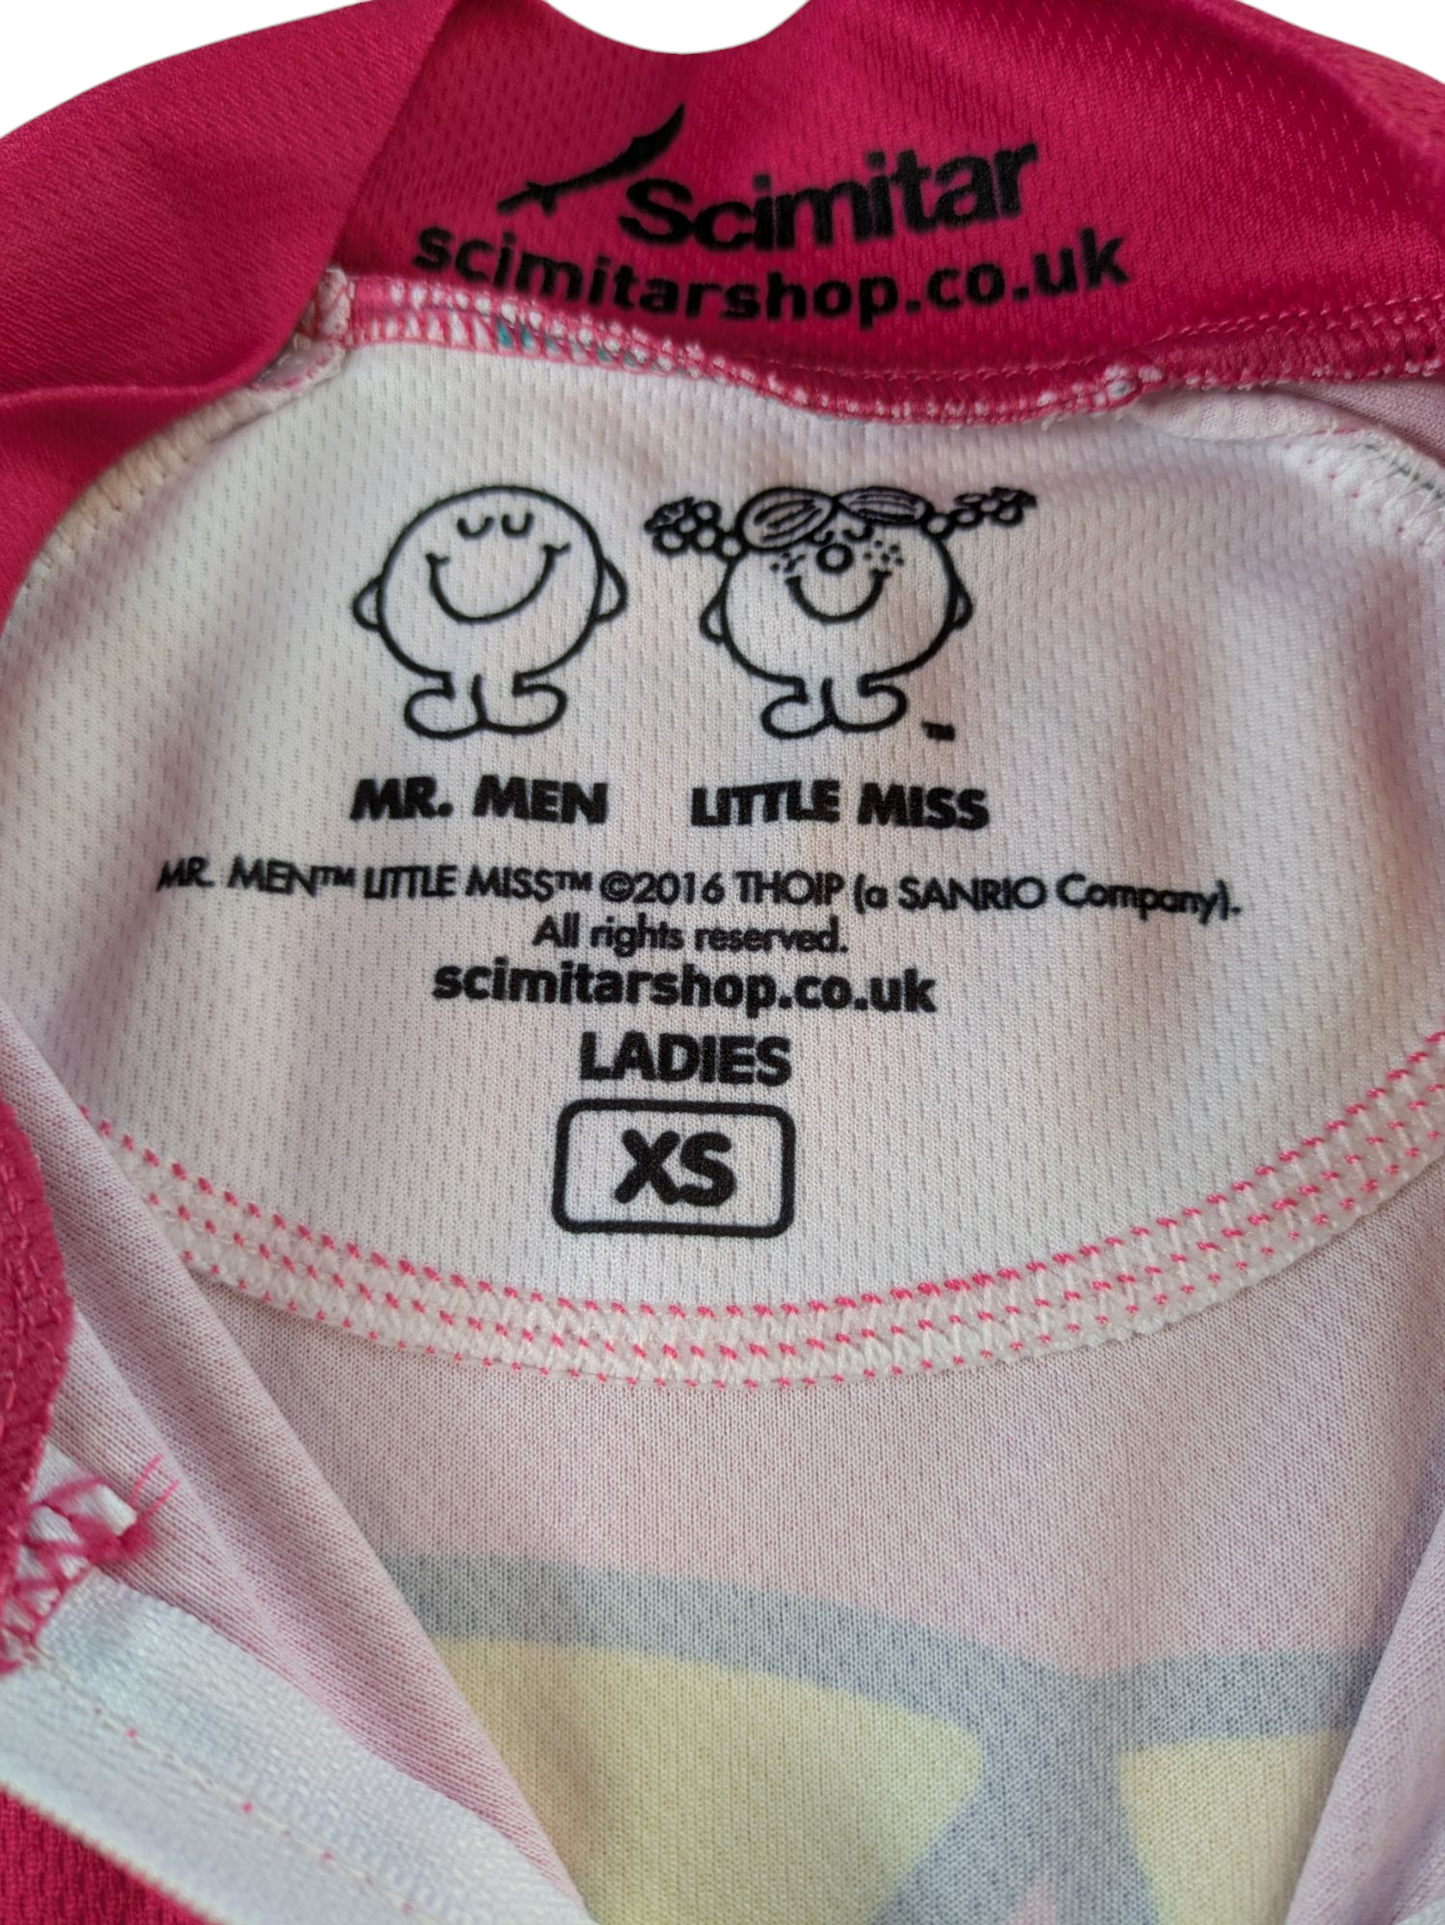 Scimitar
scimitarshop.co.uk
TM
MR. MEN LITTLE MISS
MR. MEN™ LITTLE MISS™ ©2016 THOIP (a SANRIO Company).
All rights reserved.
scimitarshop.co.uk
LADIES
XS